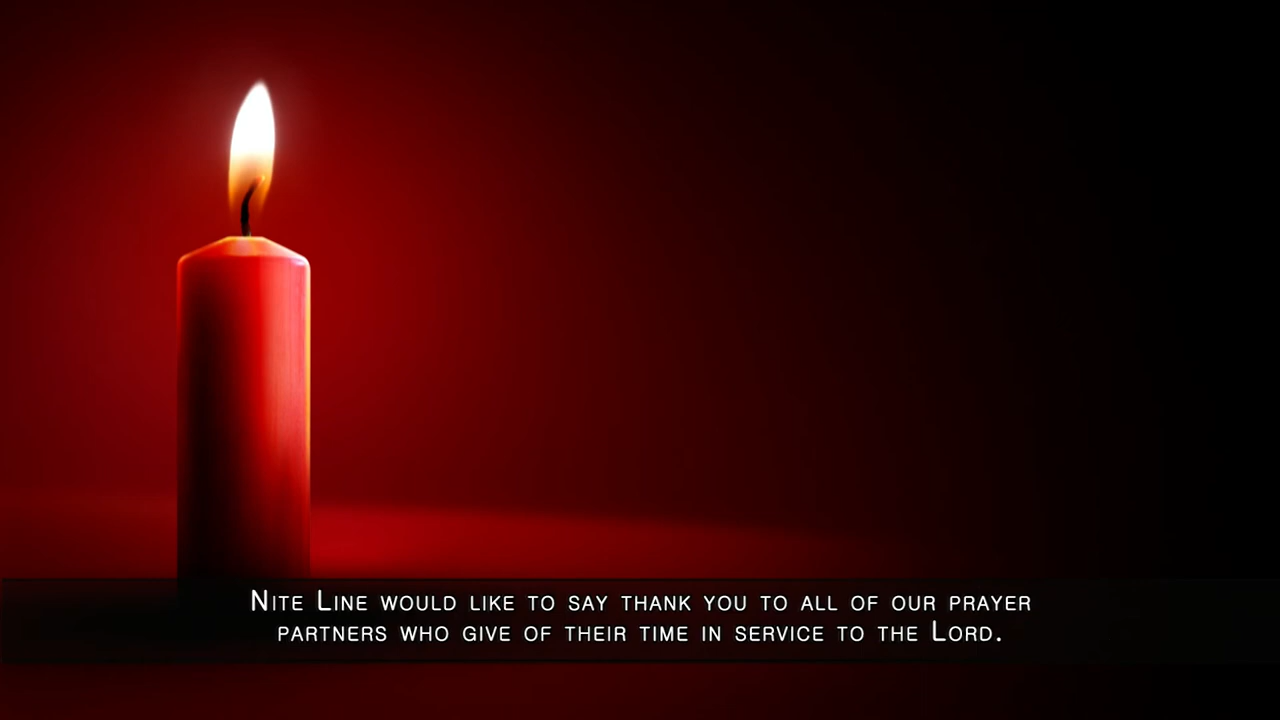 Nite Line would like to say thank you to all of our prayer
partners who give of their time in service to the Lord.